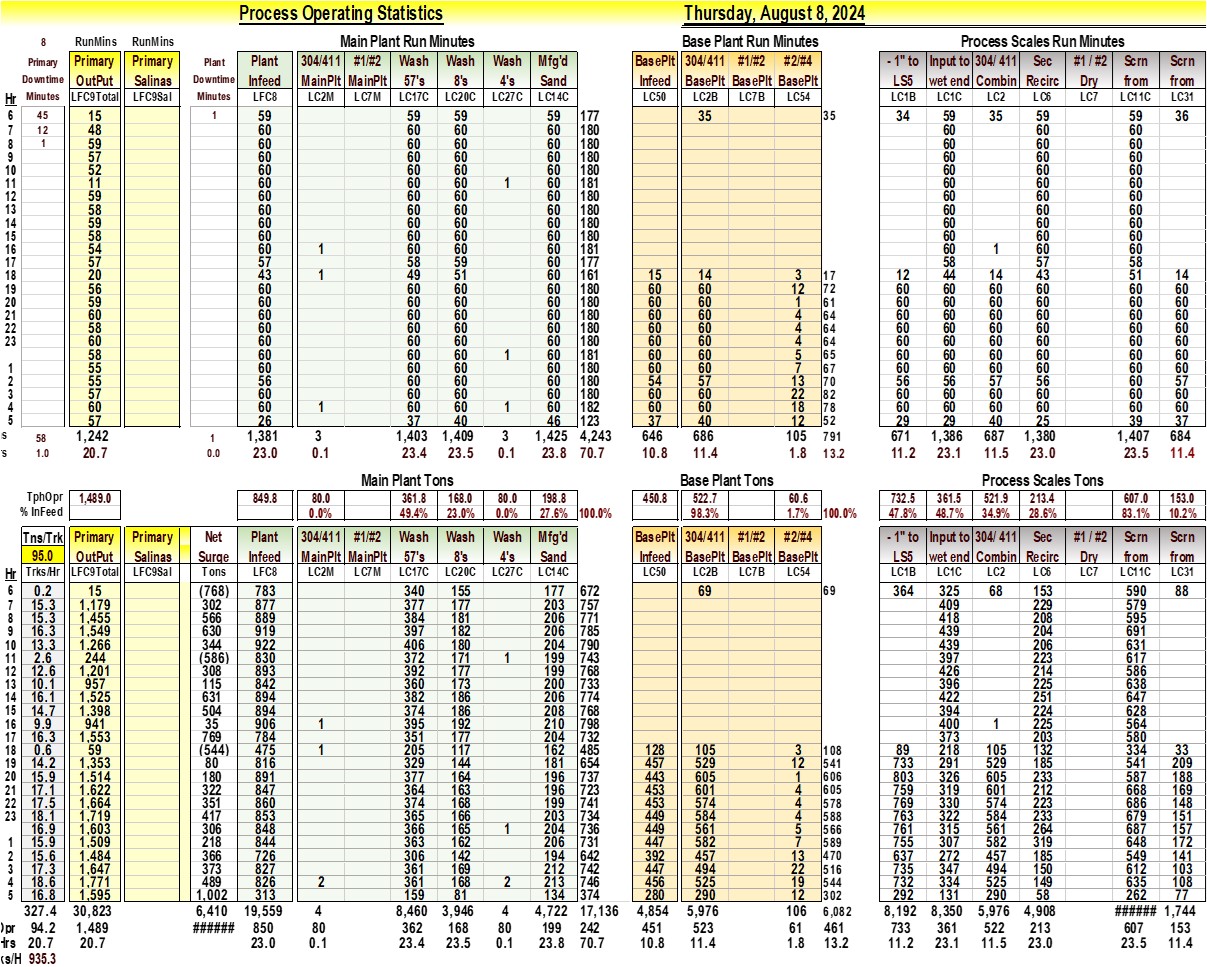 Process Operating Statistics Thursday, August 8, 2024
8 RunMins RunMins Main Plant Run Minutes Base Plant Run Minutes Process Scales Run Minutes
Primary Primary Primary Plant Plant 304/411 #1/#2 Wash Wash Wash Mfg'd BasePlt 304/411 #1/#2 #2/#4 - 1" to Input to 304/ 411 Sec #1 / #2 Scrn Scrn
Downtime OutPut Salinas Downtime Infeed MainPlt MainPlt 57's 8's 4's Sand Infeed BasePlt BasePlt BasePlt LS5 wet end Combin Recirc Dry from from
Hr Minutes LFC9Total LFC9Sal Minutes LFC8 LC2M LC7M LC17C LC20C LC27C LC14C LC50 LC2B LC7B LC54 LC1B LC1C LC2 LC6 LC7 LC11C LC31
6 45 15 1 59 59 59 59 177 35 35 34 59 35 59 59 36
7 12 48 60 60 60 60 180 60 60 60
8 1 59 60 60 60 60 180 60 60 60
9 57 60 60 60 60 180 60 60 60
10 52 60 60 60 60 180 60 60 60
11 11 60 60 60 1 60 181 60 60 60
12 59 60 60 60 60 180 60 60 60
13 58 60 60 60 60 180 60 60 60
14 59 60 60 60 60 180 60 60 60
15 58 60 60 60 60 180 60 60 60
16 54 60 1 60 60 60 181 60 1 60 60
17 57 57 58 59 60 177 58 57 58
18 20 43 1 49 51 60 161 15 14 3 17 12 44 14 43 51 14
19 56 60 60 60 60 180 60 60 12 72 60 60 60 60 60 60
20 59 60 60 60 60 180 60 60 1 61 60 60 60 60 60 60
21 60 60 60 60 60 180 60 60 4 64 60 60 60 60 60 60
22 58 60 60 60 60 180 60 60 4 64 60 60 60 60 60 60
23 60 60 60 60 60 180 60 60 4 64 60 60 60 60 60 60
58 60 60 60 1 60 181 60 60 5 65 60 60 60 60 60 60
1 55 60 60 60 60 180 60 60 7 67 60 60 60 60 60 60
2 55 56 60 60 60 180 54 57 13 70 56 56 57 56 60 57
3 57 60 60 60 60 180 60 60 22 82 60 60 60 60 60 60
4 60 60 1 60 60 1 60 182 60 60 18 78 60 60 60 60 60 60
5 57 26 37 40 46 123 37 40 12 52 29 29 40 25 39 37
s 58 1,242 1 1,381 3 1,403 1,409 3 1,425 4,243 646 686 105 791 671 1,386 687 1,380 1,407 684
s 1.0 20.7 0.0 23.0 0.1 23.4 23.5 0.1 23.8 70.7 10.8 11.4 1.8 13.2 11.2 23.1 11.5 23.0 23.5 11.4
Main Plant Tons Base Plant Tons Process Scales Tons
TphOpr 1,489.0 849.8 80.0 361.8 168.0 80.0 198.8 450.8 522.7 60.6 732.5 361.5 521.9 213.4 607.0 153.0
% InFeed 0.0% 49.4% 23.0% 0.0% 27.6% 100.0% 98.3% 1.7% 100.0% 47.8% 48.7% 34.9% 28.6% 83.1% 10.2%
Tns/Trk Primary Primary Net Plant 304/411 #1/#2 Wash Wash Wash Mfg'd BasePlt 304/411 #1/#2 #2/#4 - 1" to Input to 304/ 411 Sec #1 / #2 Scrn Scrn
95.0 OutPut Salinas Surge Infeed MainPlt MainPlt 57's 8's 4's Sand Infeed BasePlt BasePlt BasePlt LS5 wet end Combin Recirc Dry from from
Hr Trks/Hr LFC9Total LFC9Sal Tons LFC8 LC2M LC7M LC17C LC20C LC27C LC14C LC50 LC2B LC7B LC54 LC1B LC1C LC2 LC6 LC7 LC11C LC31
6 0.2 15 (768) 783 340 155 177 672 69 69 364 325 68 153 590 88
7 15.3 1,179 302 877 377 177 203 757 409 229 579
8 15.3 1,455 566 889 384 181 206 771 418 208 595
9 16.3 1,549 630 919 397 182 206 785 439 204 691
10 13.3 1,266 344 922 406 180 204 790 439 206 631
11 2.6 244 (586) 830 372 171 1 199 743 397 223 617
12 12.6 1,201 308 893 392 177 199 768 426 214 586
13 10.1 957 115 842 360 173 200 733 396 225 638
14 16.1 1,525 631 894 382 186 206 774 422 251 647
15 14.7 1,398 504 894 374 186 208 768 394 224 628
16 9.9 941 35 906 1 395 192 210 798 400 1 225 564
17 16.3 1,553 769 784 351 177 204 732 373 203 580
18 0.6 59 (544) 475 1 205 117 162 485 128 105 3 108 89 218 105 132 334 33
19 14.2 1,353 80 816 329 144 181 654 457 529 12 541 733 291 529 185 541 209
20 15.9 1,514 180 891 377 164 196 737 443 605 1 606 803 326 605 233 587 188
21 17.1 1,622 322 847 364 163 196 723 453 601 4 605 759 319 601 212 668 169
22 17.5 1,664 351 860 374 168 199 741 453 574 4 578 769 330 574 223 686 148
23 18.1 1,719 417 853 365 166 203 734 449 584 4 588 763 322 584 233 679 151
16.9 1,603 306 848 366 165 1 204 736 449 561 5 566 761 315 561 264 687 157
1 15.9 1,509 218 844 363 162 206 731 447 582 7 589 755 307 582 319 648 172
2 15.6 1,484 366 726 306 142 194 642 392 457 13 470 637 272 457 185 549 141
3 17.3 1,647 373 827 361 169 212 742 447 494 22 516 735 347 494 150 612 103
4 18.6 1,771 489 826 2 361 168 2 213 746 456 525 19 544 732 334 525 149 635 108
5 16.8 1,595 1,002 313 159 81 134 374 280 290 12 302 292 131 290 58 262 77
327.4 30,823 6,410 19,559 4 8,460 3,946 4 4,722 17,136 4,854 5,976 106 6,082 8,192 8,350 5,976 4,908 ###### 1,744
Opr 94.2 1,489 ###### 850 80 362 168 80 199 242 451 523 61 461 733 361 522 213 607 153
Hrs 20.7 20.7 23.0 0.1 23.4 23.5 0.1 23.8 70.7 10.8 11.4 1.8 13.2 11.2 23.1 11.5 23.0 23.5 11.4
ks/H 935.3